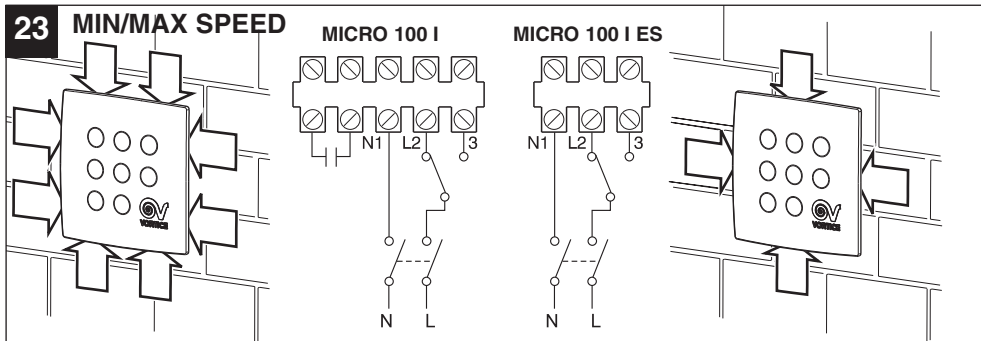 23 MIN/MAX SPEED
MICRO 100 I
MICRO 100 I ES
N1 L2 3
N1 L2 3
VORTICE
VORTICE
N L
N L